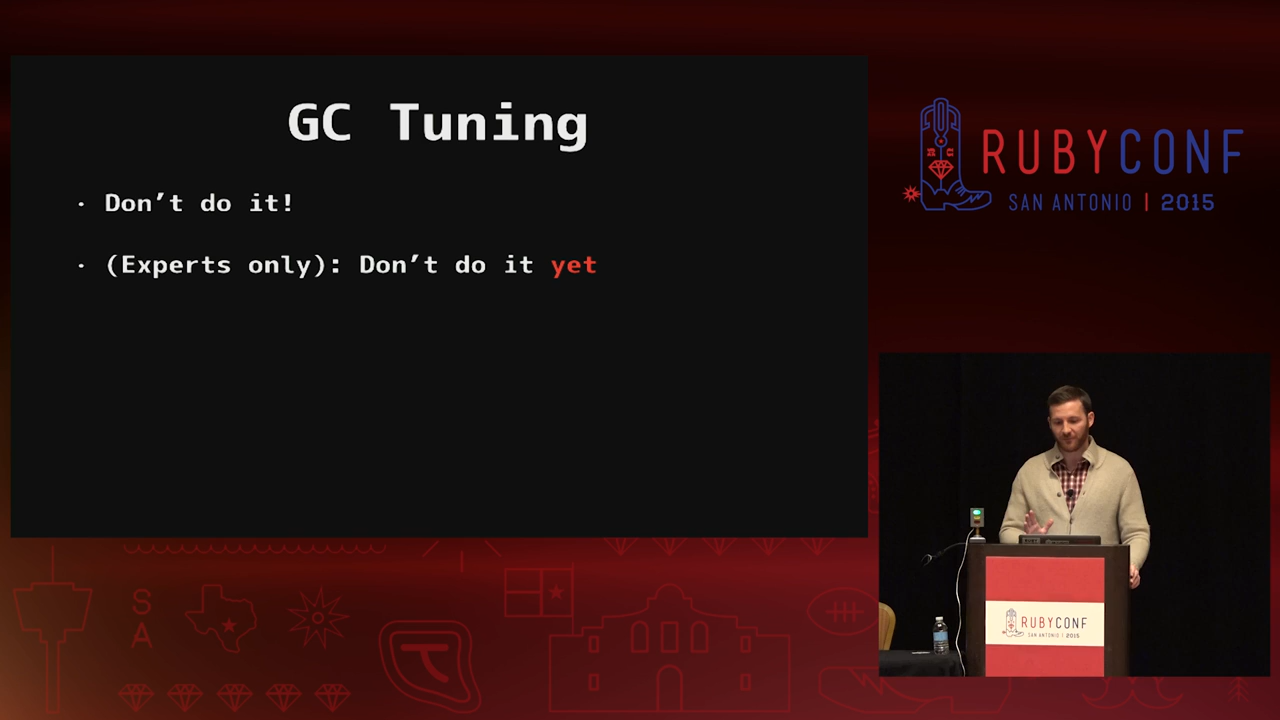 GC Tuning
· Don’t do it!
· (Experts only): Don’t do it yet
RUBYCONF
SAN ANTONIO | 2015
RUBYCONF
SAN ANTONIO | 2015
S
A